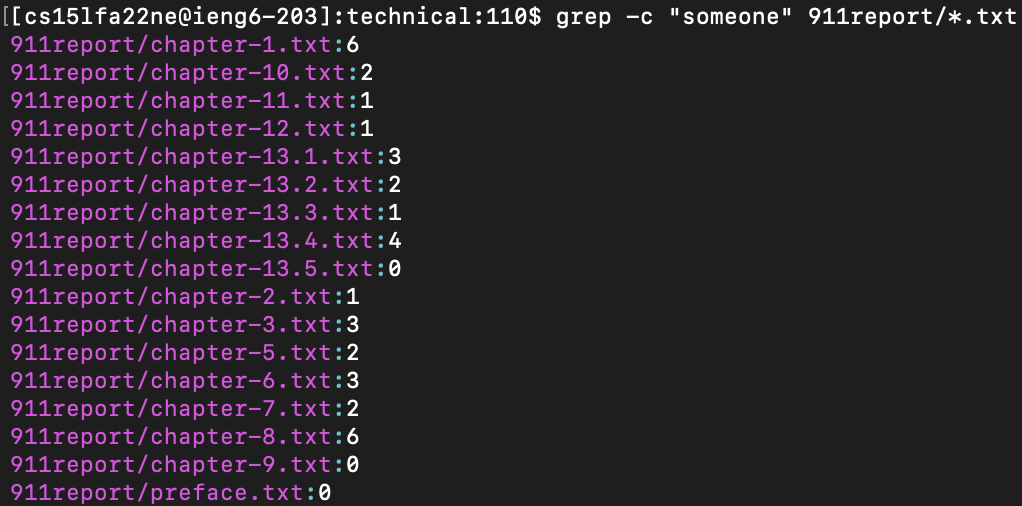 [[cs15lfa22ne@ieng6-203]:technical:110$ grep -c "someone" 911report/*.txt
911report/chapter-1.txt:6
911report/chapter-10.txt:2
911report/chapter-11.txt:1
911report/chapter-12.txt:1
911report/chapter-13.1.txt:3
911report/chapter-13.2.txt:2
911report/chapter-13.3.txt:1
911report/chapter-13.4.txt:4
911report/chapter-13.5.txt:0
911report/chapter-2.txt:1
911report/chapter-3.txt:3
911report/chapter-5.txt:2
911report/chapter-6.txt:3
911report/chapter-7.txt:2
911report/chapter-8.txt:6
911report/chapter-9.txt:0
911report/preface.txt:0